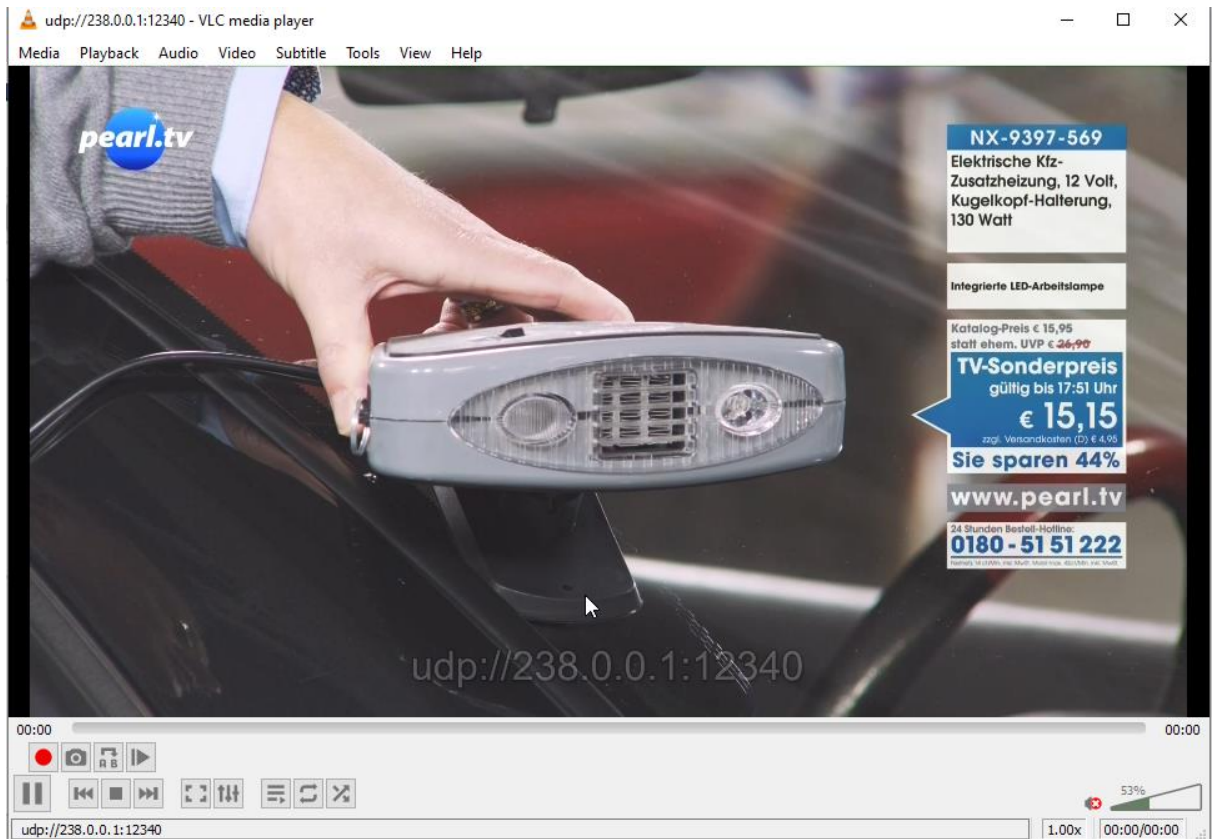 udp://238.0.0.1:12340 - VLC media player
Media Playback Audio Video Subtitle Tools View Help
pearl.tv
NX-9397-569
Elektrische Kfz-
Zusatzheizung, 12 Volt,
Kugelkopf-Halterung,
130 Watt
Integrierte LED-Arbeitslampe
Katalog-Preis € 15,95
statt ehem. UVP € 26,90
TV-Sonderpreis
gültig bis 17:51 Uhr
€ 15,15
zzgl. Versandkosten (D) € 4,95
Sie sparen 44%
www.pearl.tv
24 Stunden Bestell-Hotline:
0180 - 51 51 222
udp://238.0.0.1:12340
00:00 00:00
A B
53%
udp://238.0.0.1:12340 1.00x 00:00/00:00